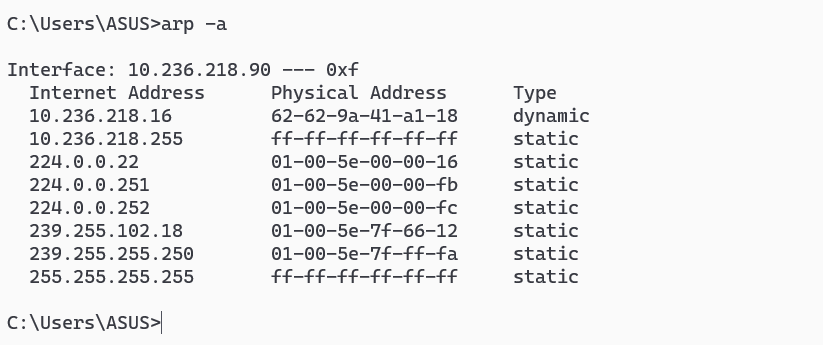 C:\Users\ASUS>arp -a
Interface: 10.236.218.90 --- 0xf
  Internet Address      Physical Address      Type
  10.236.218.16         62-62-9a-41-a1-18     dynamic
  10.236.218.255        ff-ff-ff-ff-ff-ff     static
  224.0.0.22            01-00-5e-00-00-16     static
  224.0.0.251           01-00-5e-00-00-fb     static
  224.0.0.252           01-00-5e-00-00-fc     static
  239.255.102.18        01-00-5e-7f-66-12     static
  239.255.255.250       01-00-5e-7f-ff-fa     static
  255.255.255.255       ff-ff-ff-ff-ff-ff     static
C:\Users\ASUS>